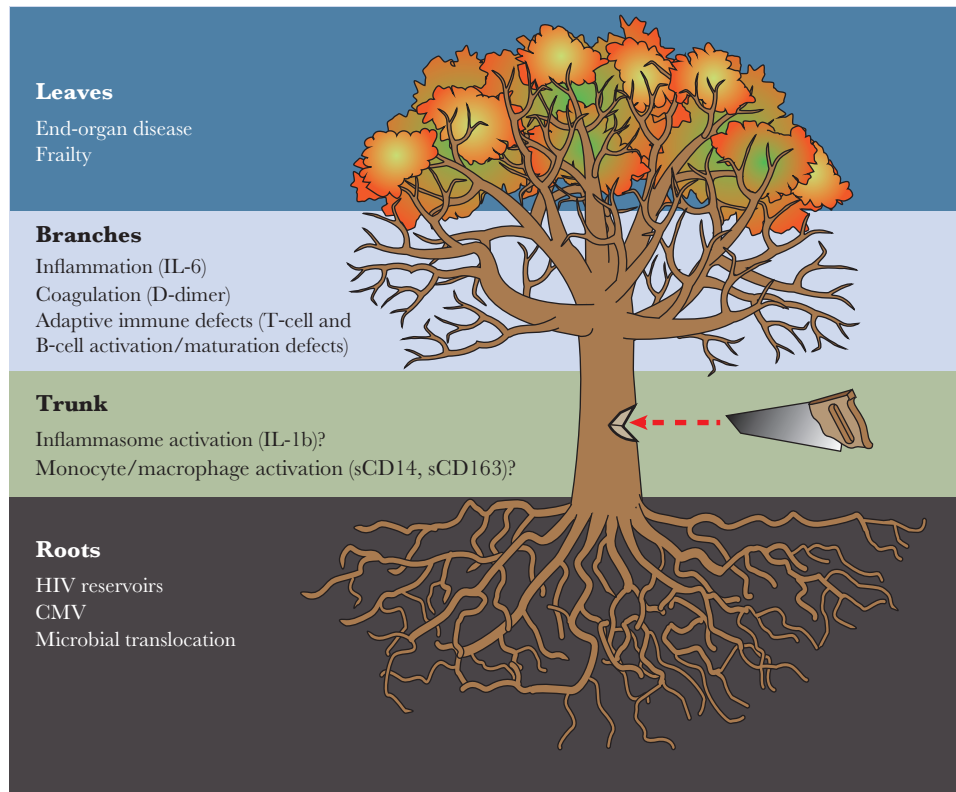 Leaves
End-organ disease
Frailty
Branches
Inflammation (IL-6)
Coagulation (D-dimer)
Adaptive immune defects (T-cell and
B-cell activation/maturation defects)
Trunk
Inflammasome activation (IL-1b)?
Monocyte/macrophage activation (sCD14, sCD163)?
Roots
HIV reservoirs
CMV
Microbial translocation